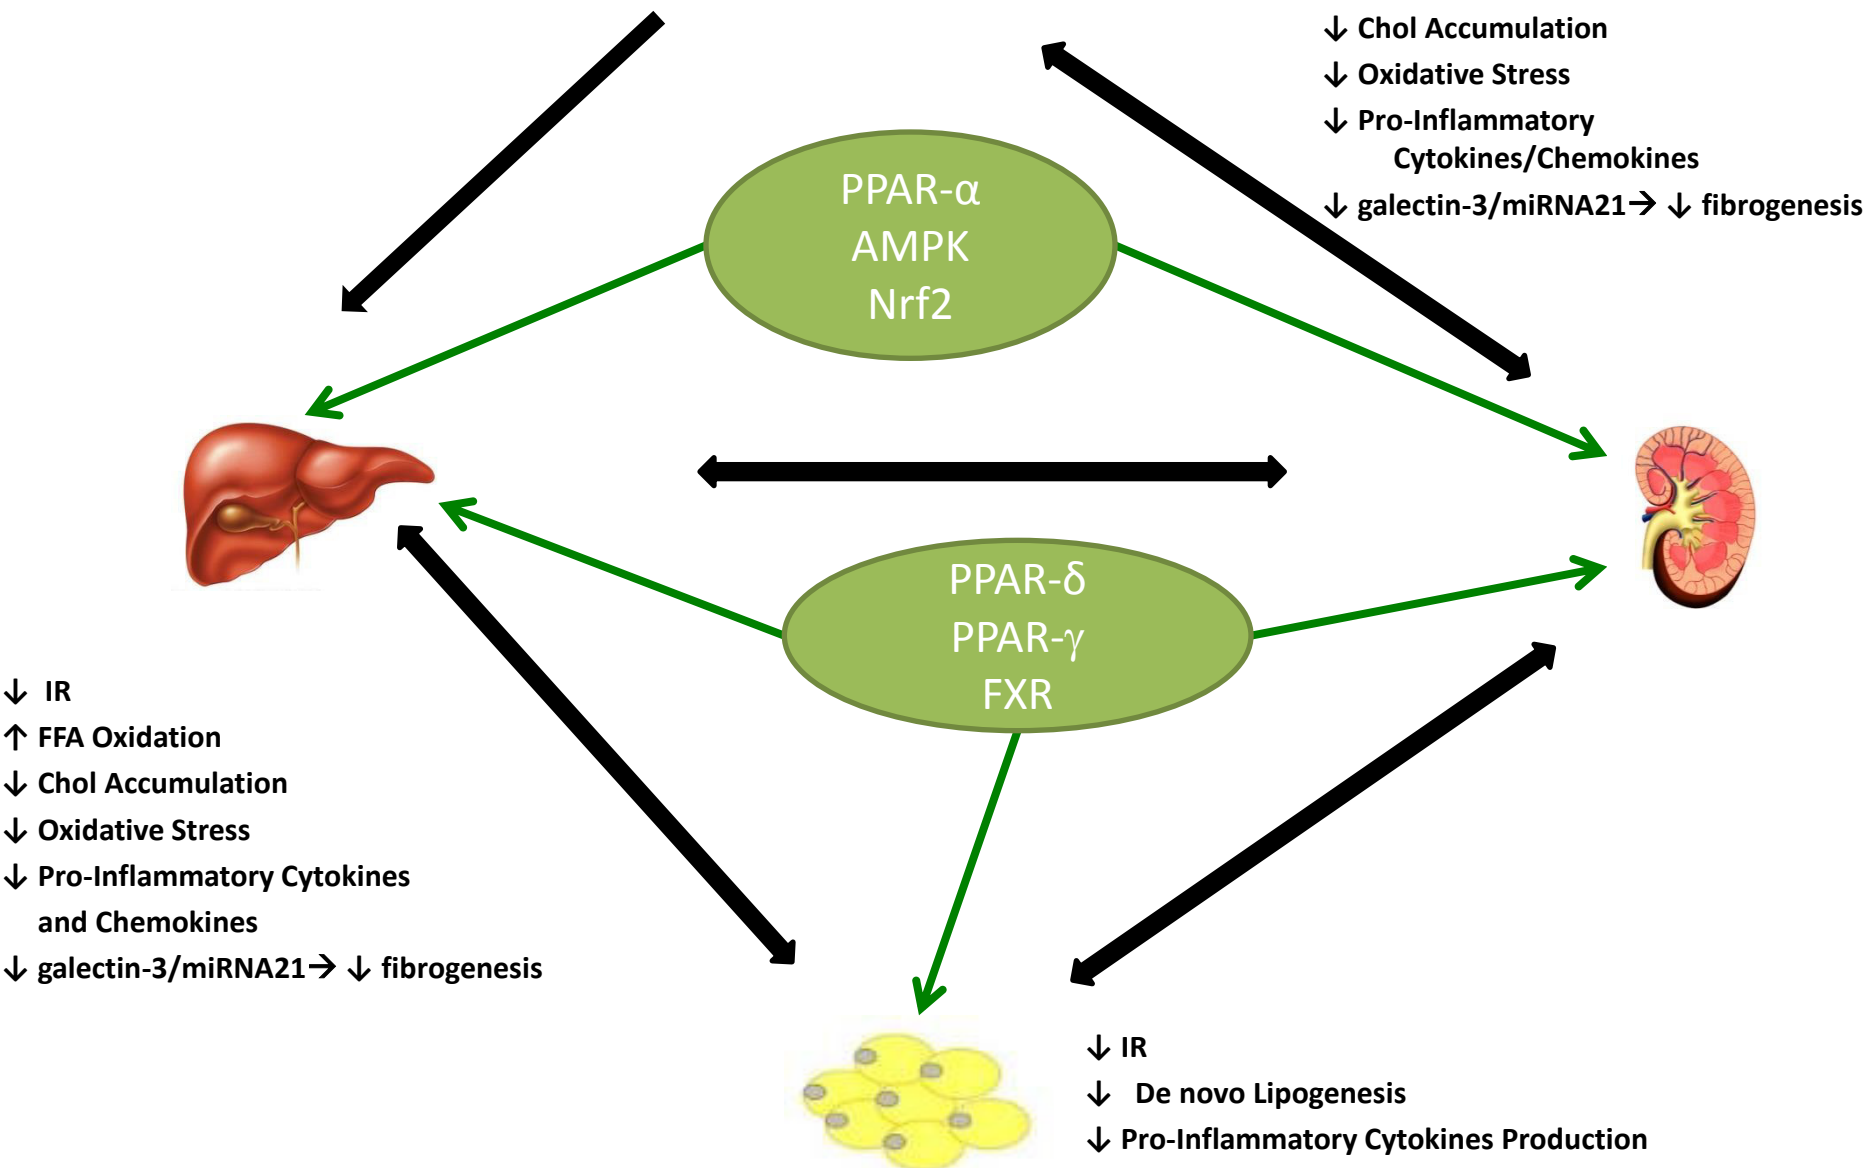 ↓ Chol Accumulation
↓ Oxidative Stress
↓ Pro-Inflammatory
Cytokines/Chemokines
↓ galectin-3/miRNA21→ ↓ fibrogenesis
PPAR-α
AMPK
Nrf2
PPAR-δ
PPAR-γ
FXR
↓ IR
↑ FFA Oxidation
↓ Chol Accumulation
↓ Oxidative Stress
↓ Pro-Inflammatory Cytokines
and Chemokines
↓ galectin-3/miRNA21→ ↓ fibrogenesis
↓ IR
↓ De novo Lipogenesis
↓ Pro-Inflammatory Cytokines Production